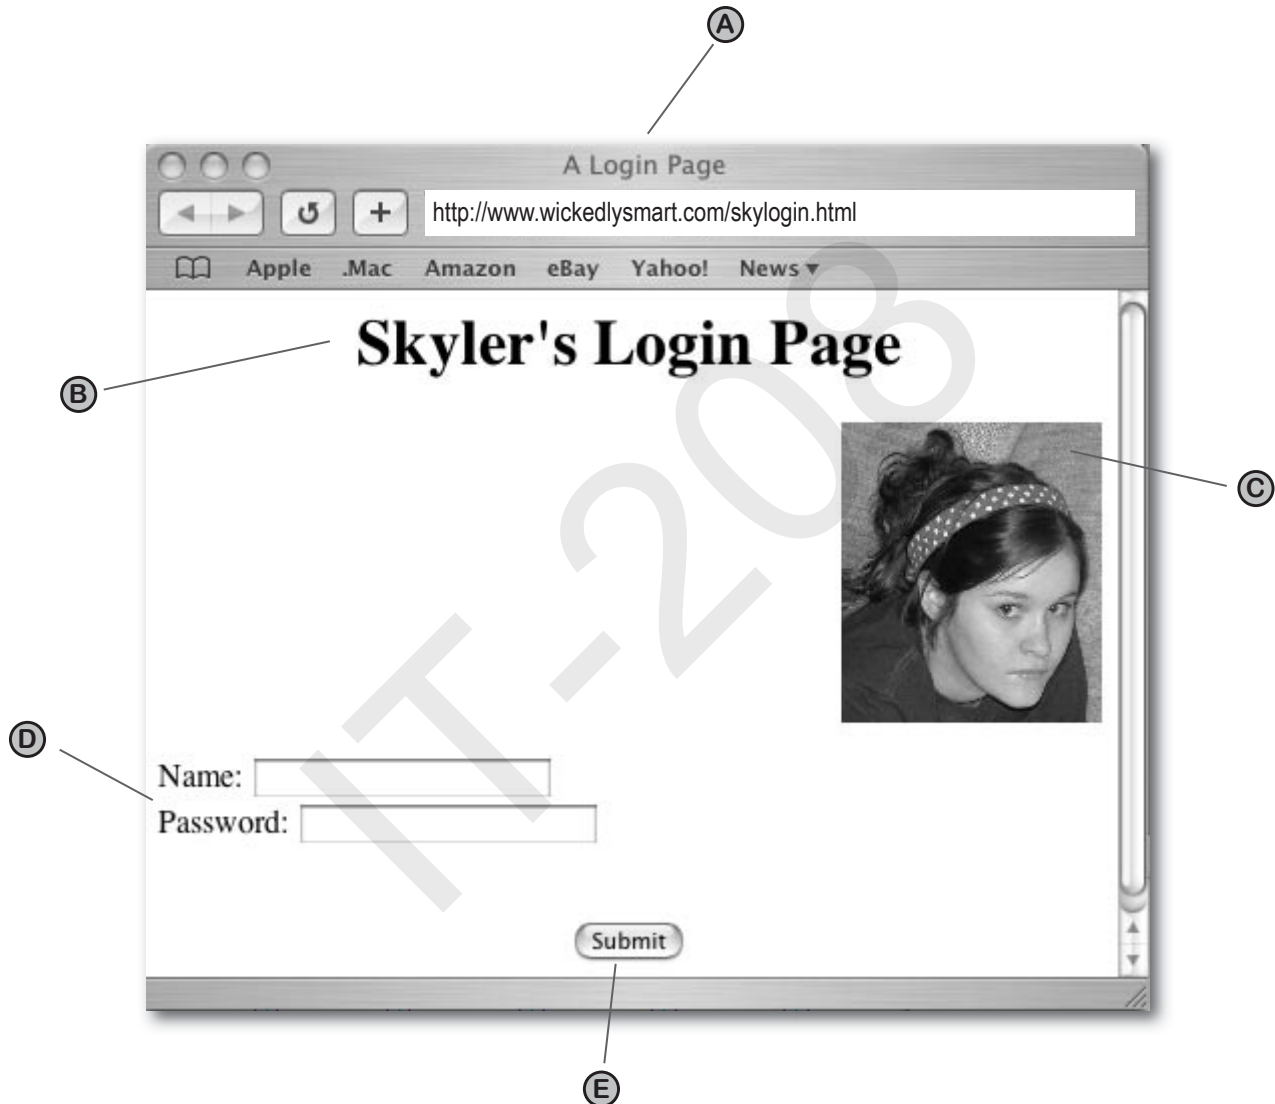 A
A Login Page
http://www.wickedlysmart.com/skylogin.html
Apple .Mac Amazon eBay Yahoo! News
Skyler's Login Page
B
C
D
Name:
Password:
Submit
E
IT-208